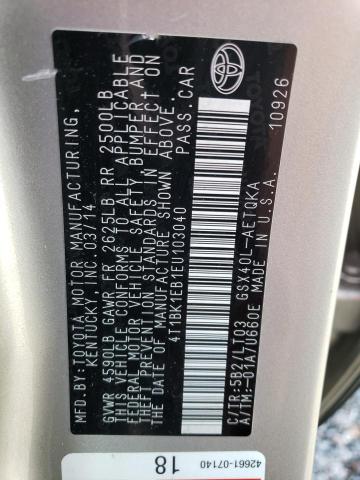 MFD.BY:TOYOTA MOTOR MANUFACTURING,
KENTUCKY, INC. 03/14
GVWR 4590LB GAWR FR 2625LB RR 2500LB
THIS VEHICLE CONFORMS TO ALL APPLICABLE
FEDERAL MOTOR VEHICLE SAFETY, BUMPER AND
THEFT PREVENTION STANDARDS IN EFFECT ON
THE DATE OF MANUFACTURE SHOWN ABOVE.
4T1BK1EB1EU103040 PASS.CAR
C/TR:5B2/LT03 GSX40L-AETQKA
A/TM:-01A/U660E MADE IN U.S.A. 10926
TOYOTA
42661-07140
18